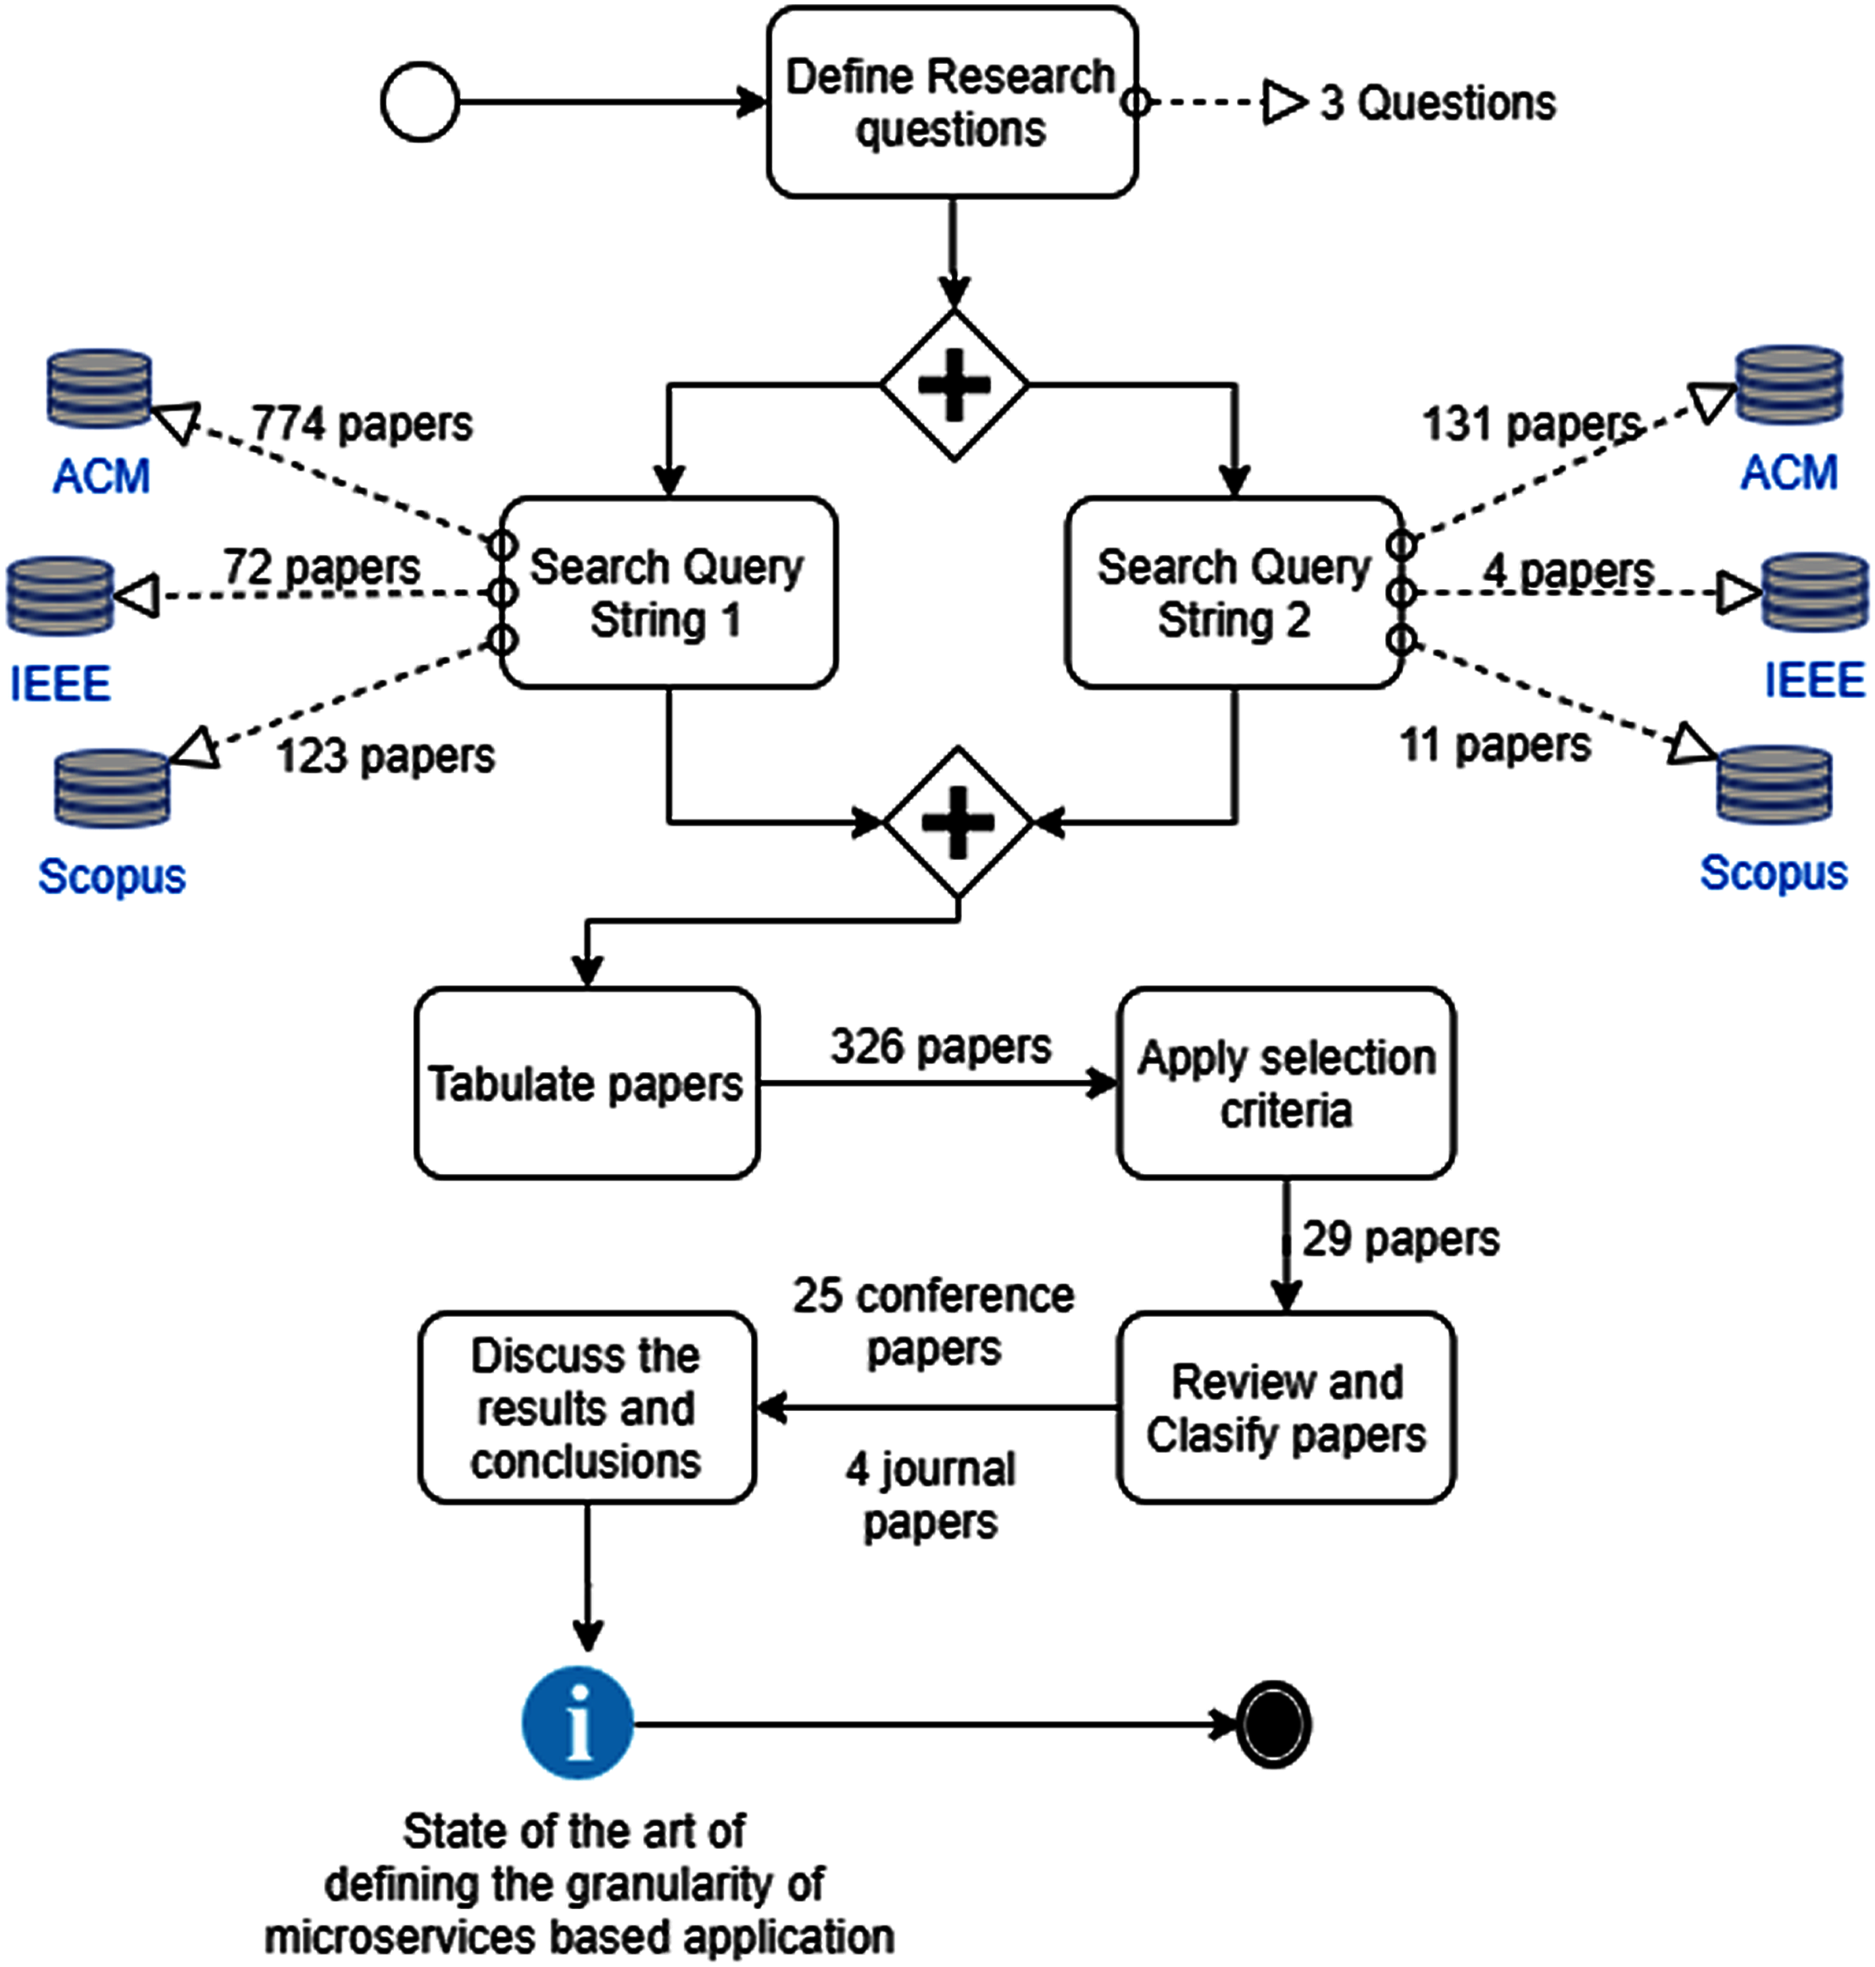 Define Research
questions
3 Questions
774 papers
ACM
72 papers
IEEE
123 papers
Scopus
Search Query
String 1
Search Query
String 2
131 papers
ACM
4 papers
IEEE
11 papers
Scopus
Tabulate papers
326 papers
Apply selection
criteria
29 papers
Review and
Clasify papers
25 conference
papers
4 journal
papers
Discuss the
results and
conclusions
i
State of the art of
defining the granularity of
microservices based application